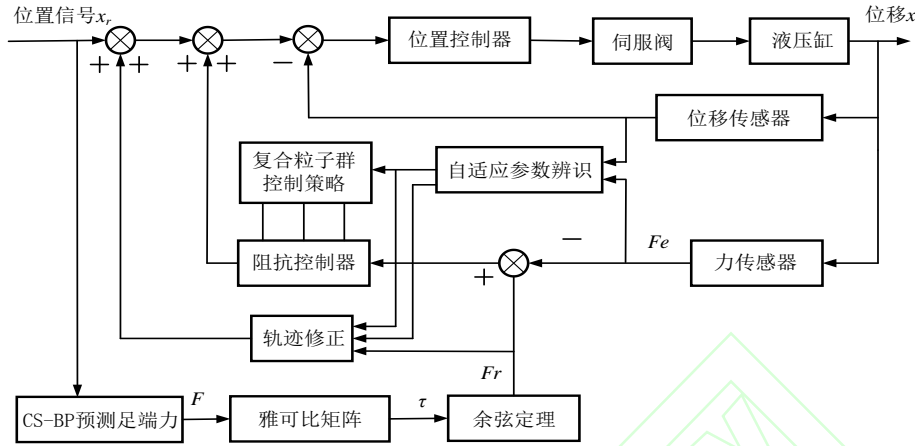 位置信号xr
位移x
位置控制器
伺服阀
液压缸
+ +
+ +
−
位移传感器
复合粒子群
控制策略
自适应参数辨识
阻抗控制器
+
−
Fe
力传感器
轨迹修正
Fr
CS-BP预测足端力
F
雅可比矩阵
τ
余弦定理